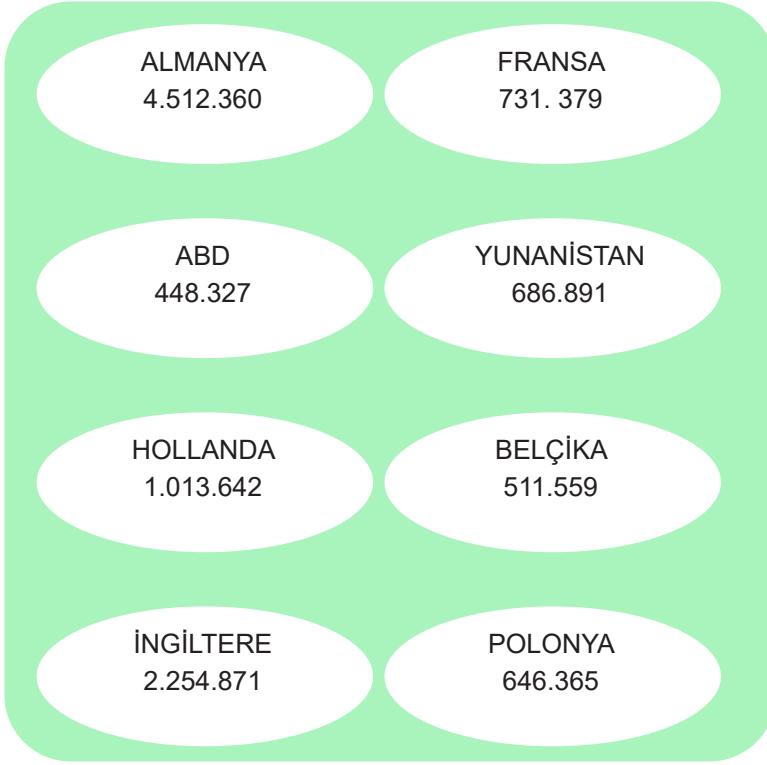 ALMANYA
4.512.360
FRANSA
731. 379
ABD
448.327
YUNANİSTAN
686.891
HOLLANDA
1.013.642
BELÇİKA
511.559
İNGİLTERE
2.254.871
POLONYA
646.365